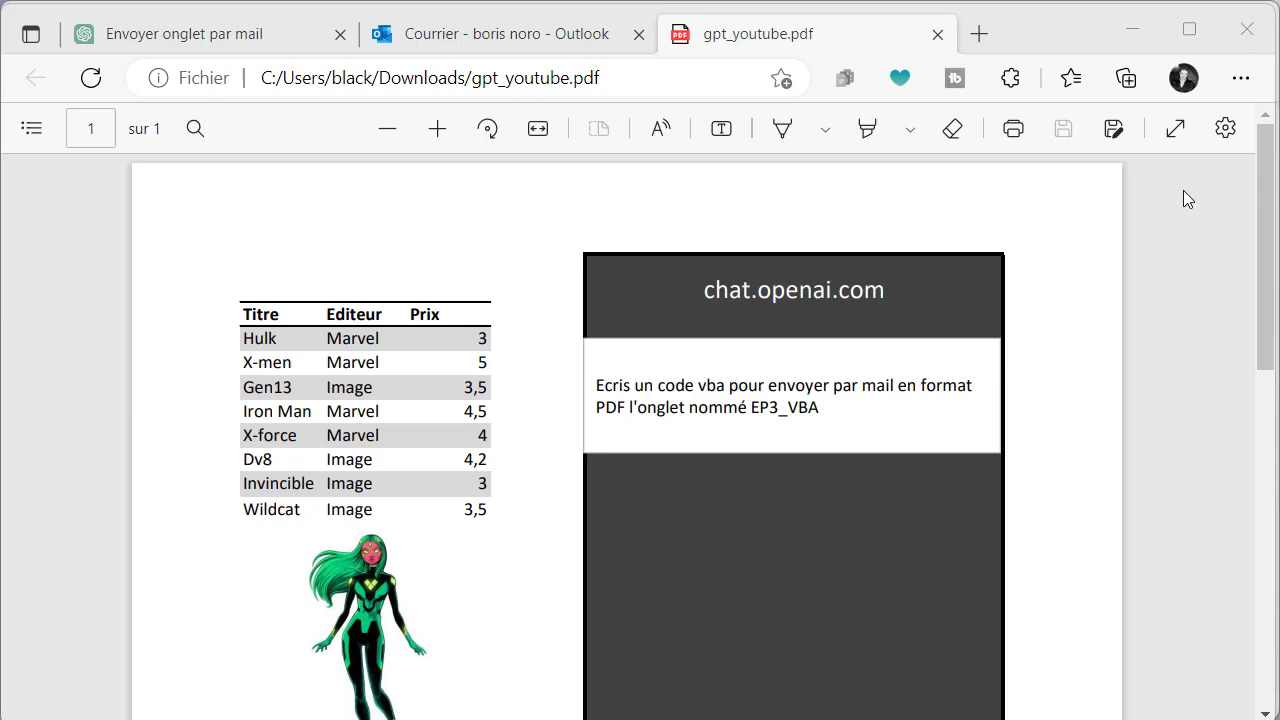 Envoyer onglet par mail
Courrier - boris noro - Outlook
PDF
gpt_youtube.pdf
Fichier
C:/Users/black/Downloads/gpt_youtube.pdf
1 sur 1
chat.openai.com
Ecris un code vba pour envoyer par mail en format
PDF l'onglet nommé EP3_VBA
Titre Editeur Prix
Hulk Marvel 3
X-men Marvel 5
Gen13 Image 3,5
Iron Man Marvel 4,5
X-force Marvel 4
Dv8 Image 4,2
Invincible Image 3
Wildcat Image 3,5